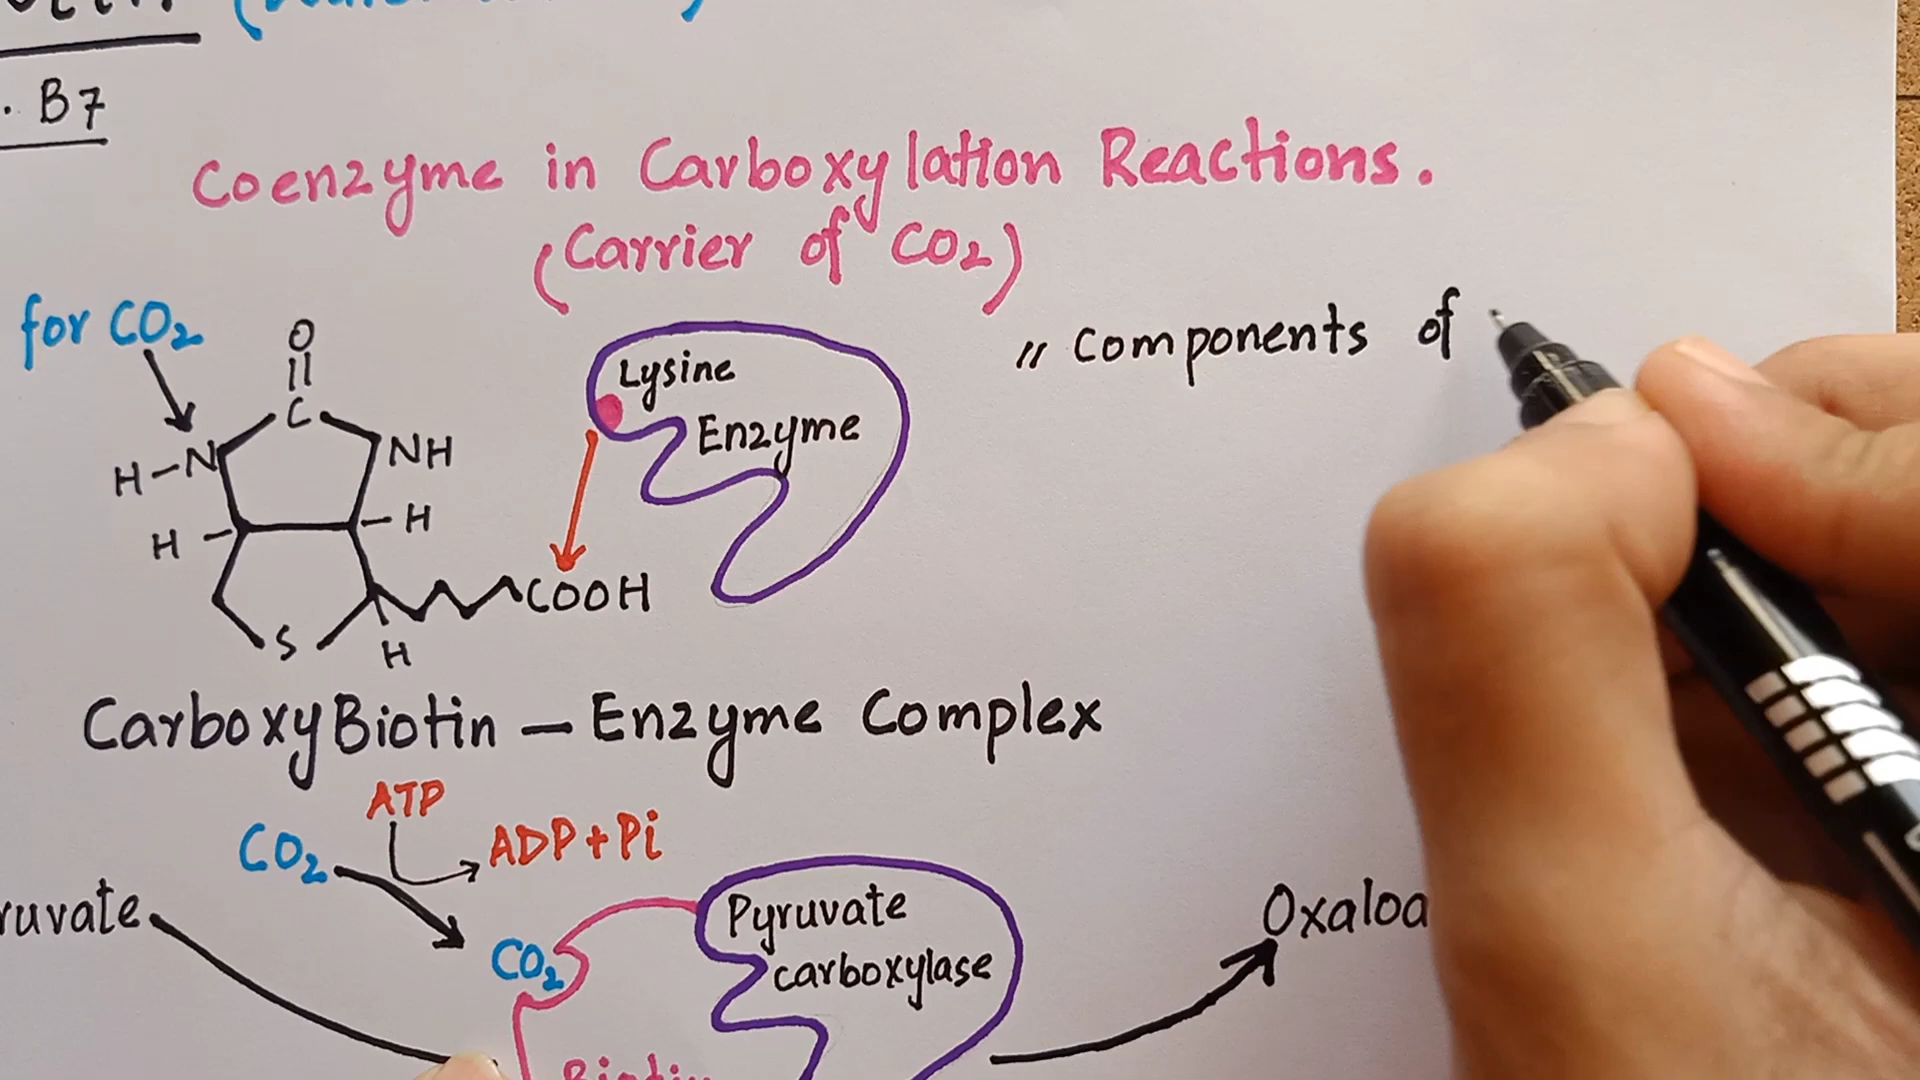 . B7
Coenzyme in Carboxylation Reactions.
(Carrier of CO₂)
for CO₂
" Components of
O
C
H-N
NH
H
H
S
H
COOH
Lysine
Enzyme
CarboxyBiotin — Enzyme Complex
ATP
CO₂
ADP+Pi
ruvate
CO₂
Pyruvate
carboxylase
Oxaloa
Biotin